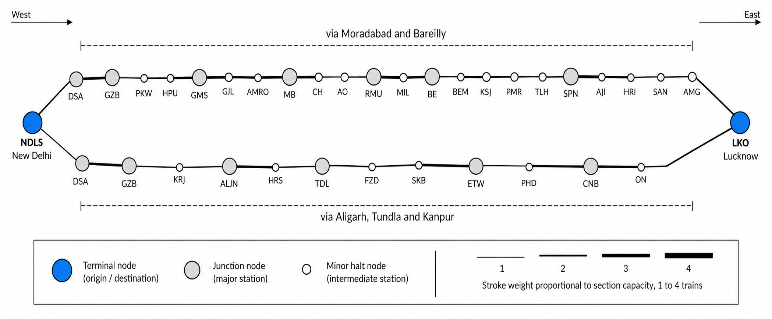 West
East
via Moradabad and Bareilly
DSA GZB PKW HPU GMS GJL AMRO MB CH AO RMU MIL BE BEM KSJ PMR TLH SPN AJI HRI SAN AMG
NDLS
New Delhi
LKO
Lucknow
DSA GZB KRJ ALJN HRS TDL FZD SKB ETW PHD CNB ON
via Aligarh, Tundla and Kanpur
Terminal node
(origin / destination)
Junction node
(major station)
Minor halt node
(intermediate station)
1 2 3 4
Stroke weight proportional to section capacity, 1 to 4 trains